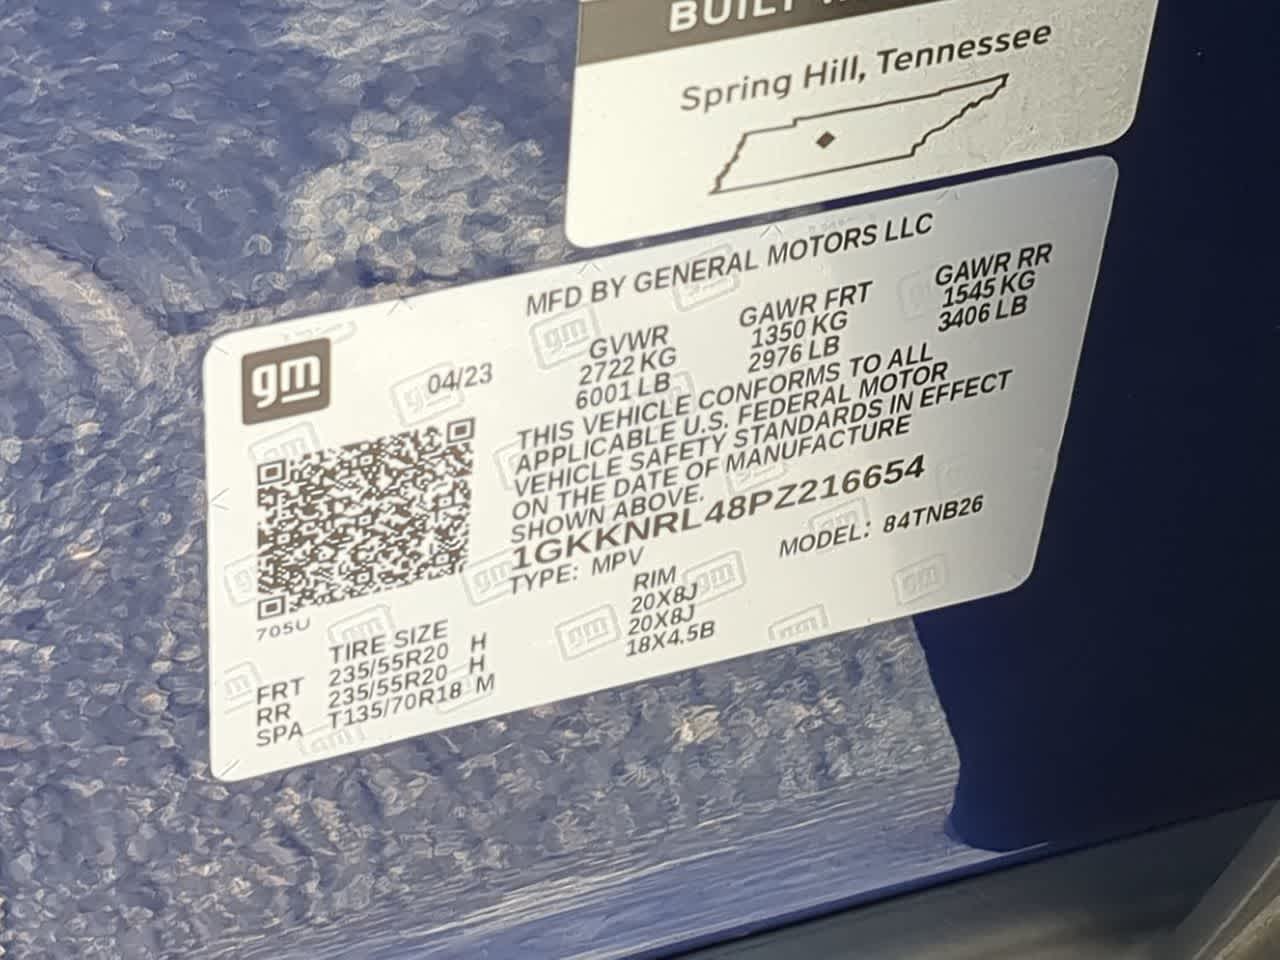 BUILT
Spring Hill, Tennessee
MFD BY GENERAL MOTORS LLC
gm
04/23
GVWR GAWR FRT GAWR RR
2722 KG 1350 KG 1545 KG
6001 LB 2976 LB 3406 LB
THIS VEHICLE CONFORMS TO ALL
APPLICABLE U.S. FEDERAL MOTOR
VEHICLE SAFETY STANDARDS IN EFFECT
ON THE DATE OF MANUFACTURE
SHOWN ABOVE.
1GKKNRL48PZ216654
TYPE: MPV MODEL: 84TNB26
705U
TIRE SIZE RIM
FRT 235/55R20 H 20X8J
RR 235/55R20 H 20X8J
SPA T135/70R18 M 18X4.5B